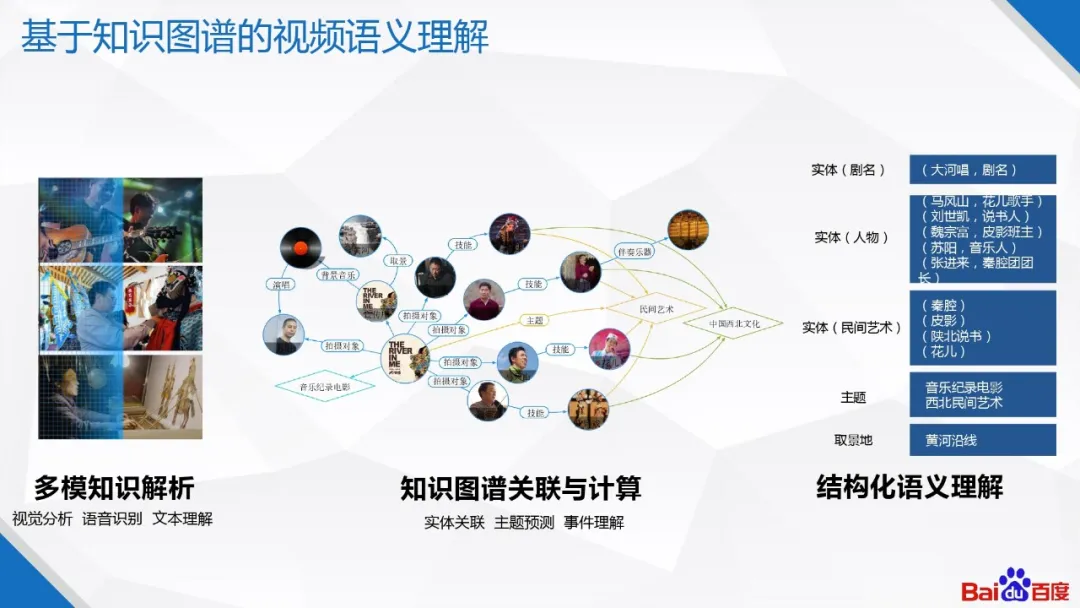 基于知识图谱的视频语义理解
技能
取景
背景音乐
演唱
THE
RIVER
IN
ME
拍摄对象
拍摄对象
拍摄对象
THE
RIVER
IN
ME
音乐纪录电影
拍摄对象
拍摄对象
技能
伴奏乐器
主题
技能
技能
民间艺术
中国西北文化
多模知识解析
视觉分析 语音识别 文本理解
知识图谱关联与计算
实体关联 主题预测 事件理解
实体（剧名）
（大河唱，剧名）
实体（人物）
（马风山，花儿歌手）
（刘世凯，说书人）
（魏宗富，皮影班主）
（苏阳，音乐人）
（张进来，秦腔团团
长）
实体（民间艺术）
（秦腔）
（皮影）
（陕北说书）
（花儿）
主题
音乐纪录电影
西北民间艺术
取景地
黄河沿线
结构化语义理解
Baidu百度